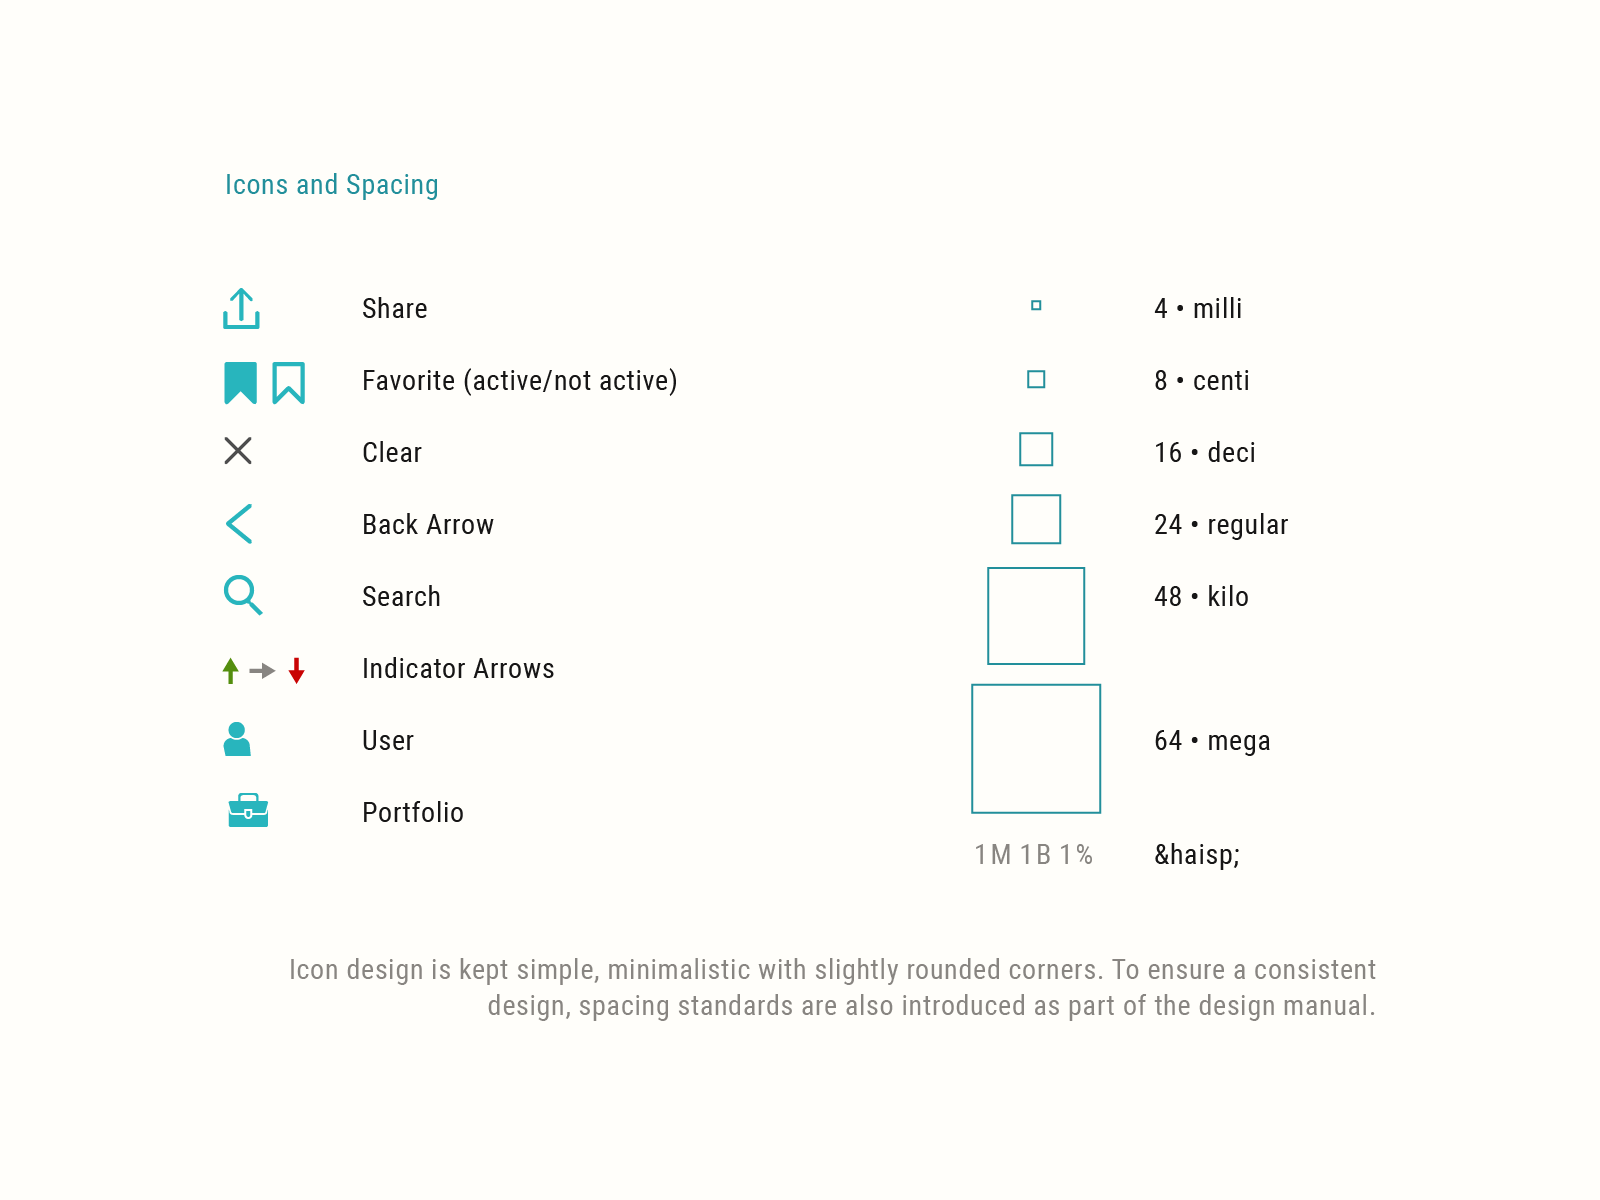 Icons and Spacing
Share
Favorite (active/not active)
Clear
Back Arrow
Search
Indicator Arrows
User
Portfolio
4 • milli
8 • centi
16 • deci
24 • regular
48 • kilo
64 • mega
1M 1B 1% &haisp;
Icon design is kept simple, minimalistic with slightly rounded corners. To ensure a consistent
design, spacing standards are also introduced as part of the design manual.